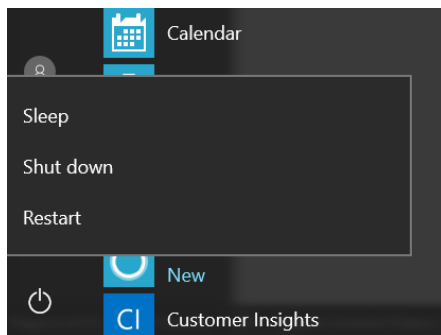 Calendar
Sleep
Shut down
Restart
New
CI Customer Insights